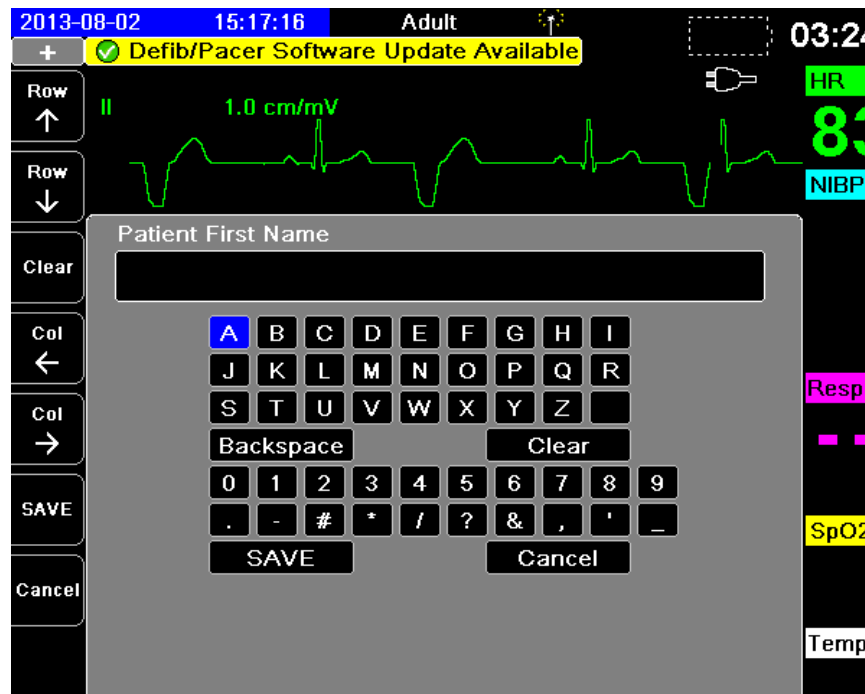 2013-08-02 15:17:16 Adult
03:24
+ Defib/Pacer Software Update Available
Row
II 1.0 cm/mV
HR
83
Row
NIBP
Patient First Name
Clear
Col
A B C D E F G H I
J K L M N O P Q R
Resp
Col
S T U V W X Y Z
Backspace Clear
0 1 2 3 4 5 6 7 8 9
SAVE
. - # * / ? & , ' _
SpO2
SAVE Cancel
Cancel
Temp